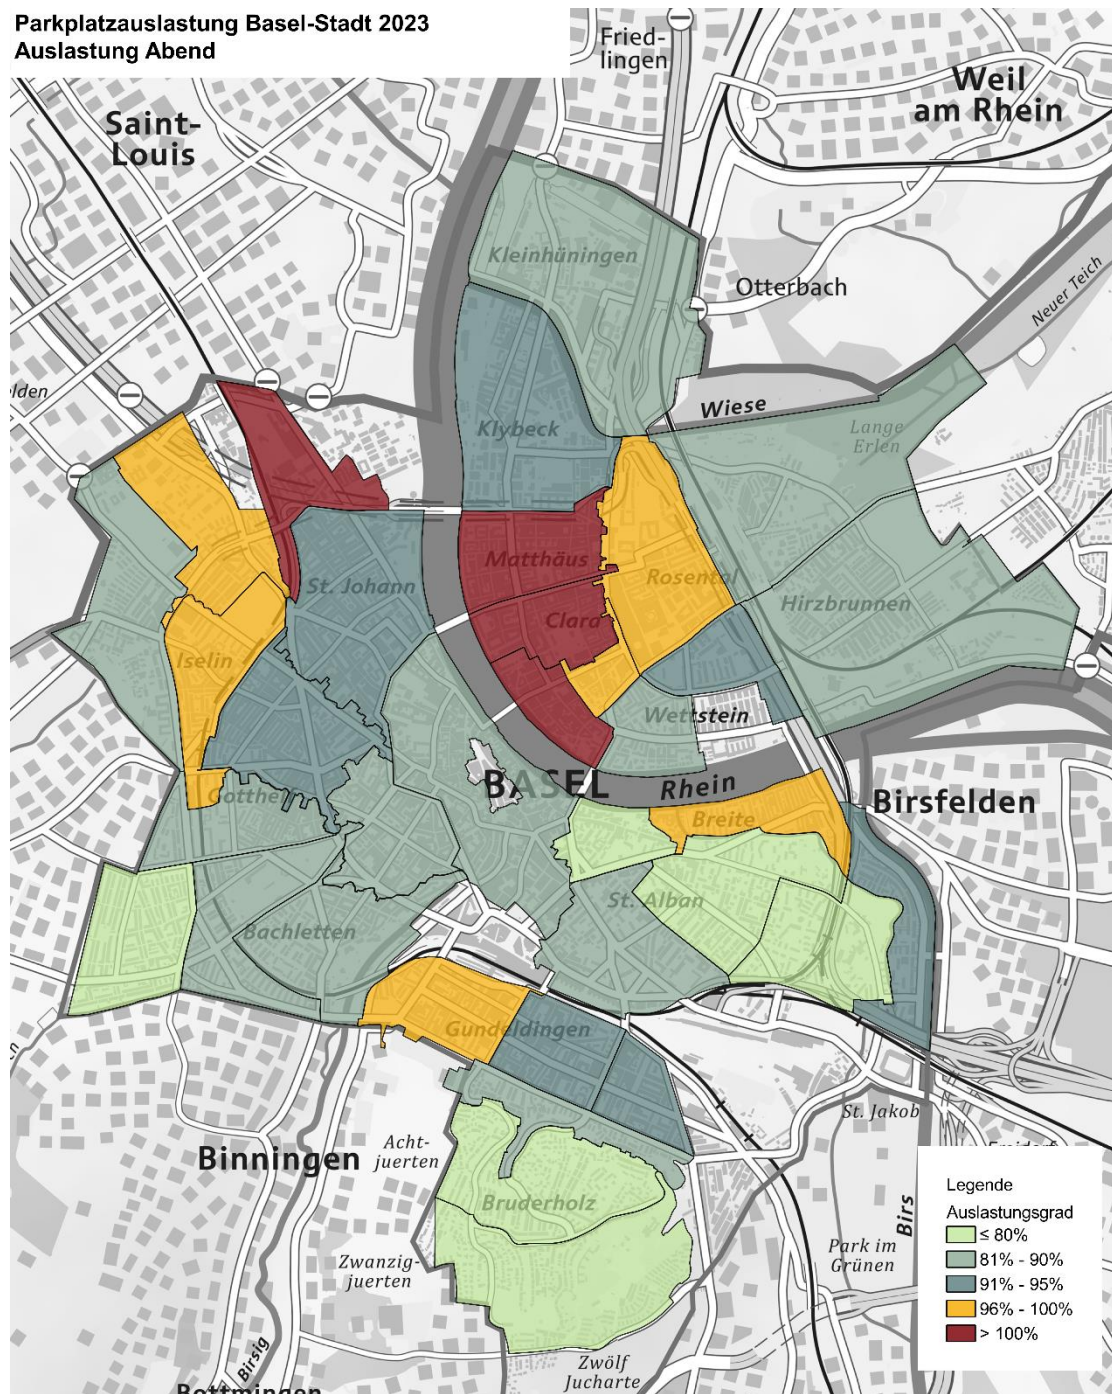 Parkplatzauslastung Basel-Stadt 2023
Auslastung Abend
Fried-
lingen
Weil
am Rhein
Saint-
Louis
Kleinhüningen
Otterbach
Neuer Teich
lden
Wiese
Klybeck
Lange
Erlen
Matthäus
St. Johann
Rosental
Hirzbrunnen
Clara
Iselin
Wettstein
BASEL
Rhein
Gotthelf
Breite
Birsfelden
St. Alban
Bachletten
Gundeldingen
St. Jakob
Acht-
juerten
Binningen
Bruderholz
Zwanzig-
juerten
Birs
Park im
Grünen
Legende
Auslastungsgrad
≤ 80%
81% - 90%
91% - 95%
96% - 100%
> 100%
Birsig
Zwölf
Jucharte
Bottmingen